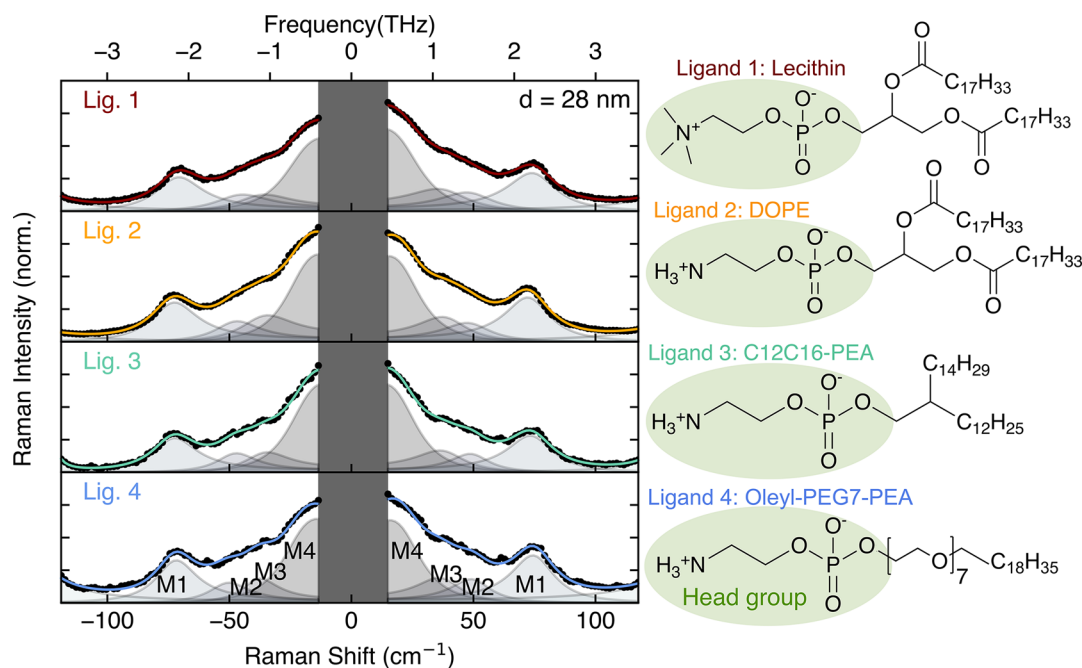 Frequency(THz)
−3 −2 −1 0 1 2 3
Lig. 1
d = 28 nm
Lig. 2
Lig. 3
Lig. 4
M4 M4
M3 M3
M1 M2 M2 M1
−100 −50 0 50 100
Raman Shift (cm−1)
Raman Intensity (norm.)
Ligand 1: Lecithin
O
O C17H33
O− O C17H33
N+ O P O O
O
Ligand 2: DOPE
O
O C17H33
O− O C17H33
H3+N O P O O
O
Ligand 3: C12C16-PEA
C14H29
O−
O P O
H3+N C12H25
O
Ligand 4: Oleyl-PEG7-PEA
O−
O P O [ O ] 7 C18H35
H3+N
O
Head group